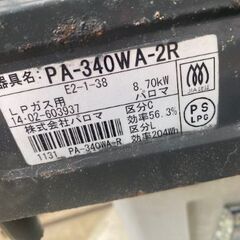 器具名: PA-340WA-2R
E2-1-38 8.70kW
LPガス用 パロマ
14.02-603937 区分C
株式会社パロマ 効率56.3%
区分L
1131 PA-340WA-R 効率204Wh
PS
LPG